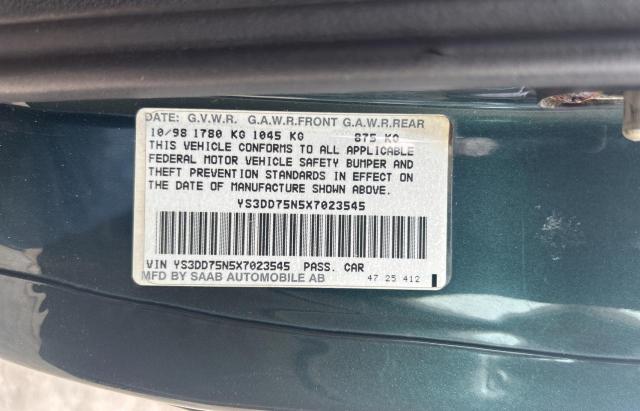 DATE: G.V.W.R. G.A.W.R.FRONT G.A.W.R.REAR
10/98 1780 KG 1045 KG 875 KG
THIS VEHICLE CONFORMS TO ALL APPLICABLE
FEDERAL MOTOR VEHICLE SAFETY BUMPER AND
THEFT PREVENTION STANDARDS IN EFFECT ON
THE DATE OF MANUFACTURE SHOWN ABOVE.
YS3DD75N5X7023545
VIN YS3DD75N5X7023545 PASS. CAR
MFD BY SAAB AUTOMOBILE AB 47 25 412